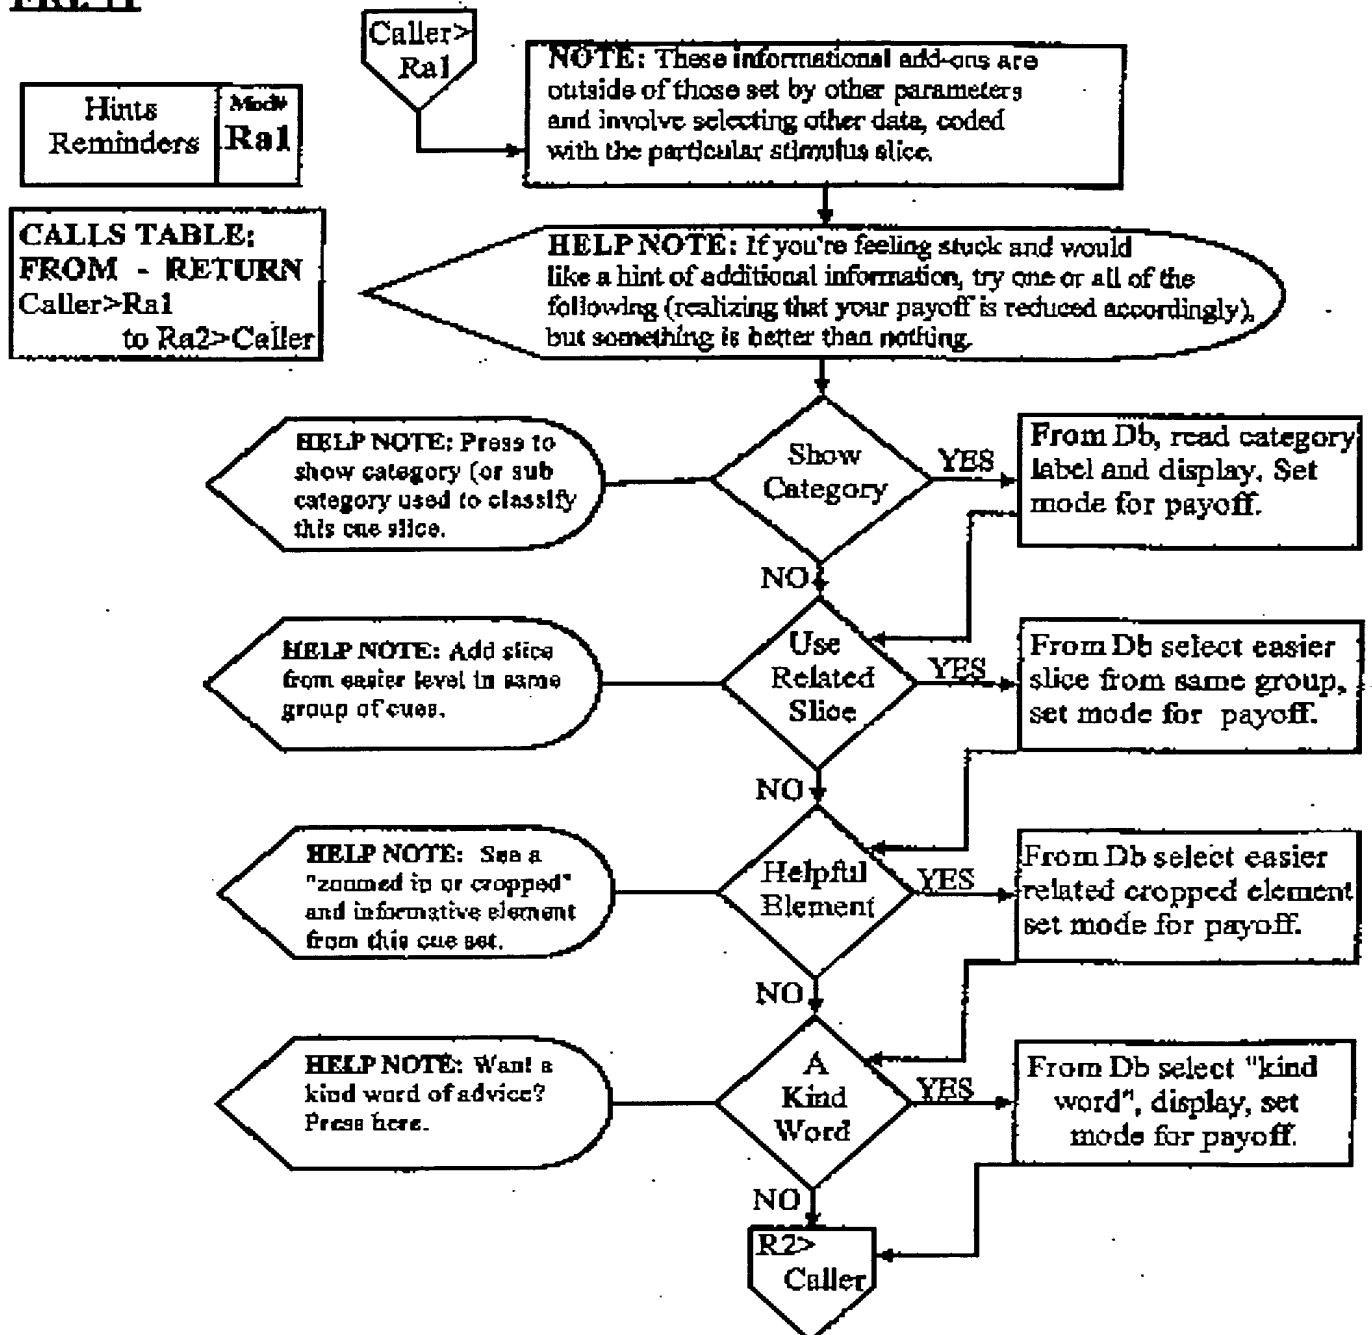 Caller>
Ra1
Hints
Reminders
Mod#
Ra1
NOTE: These informational add-ons are
outside of those set by other parameters
and involve selecting other data, coded
with the particular stimulus slice.
CALLS TABLE:
FROM - RETURN
Caller>Ra1
to Ra2>Caller
HELP NOTE: If you're feeling stuck and would
like a hint of additional information, try one or all of the
following (realizing that your payoff is reduced accordingly),
but something is better than nothing.
HELP NOTE: Press to
show category (or sub
category used to classify
this cue slice.
Show
Category
YES
From Db, read category
label and display. Set
mode for payoff.
NO
HELP NOTE: Add slice
from easier level in same
group of cues.
Use
Related
Slice
YES
From Db select easier
slice from same group,
set mode for payoff.
NO
HELP NOTE: See a
"zoomed in or cropped"
and informative element
from this cue set.
Helpful
Element
YES
From Db select easier
related cropped element
set mode for payoff.
NO
HELP NOTE: Want a
kind word of advice?
Press here.
A
Kind
Word
YES
From Db select "kind
word", display, set
mode for payoff.
NO
R2>
Caller